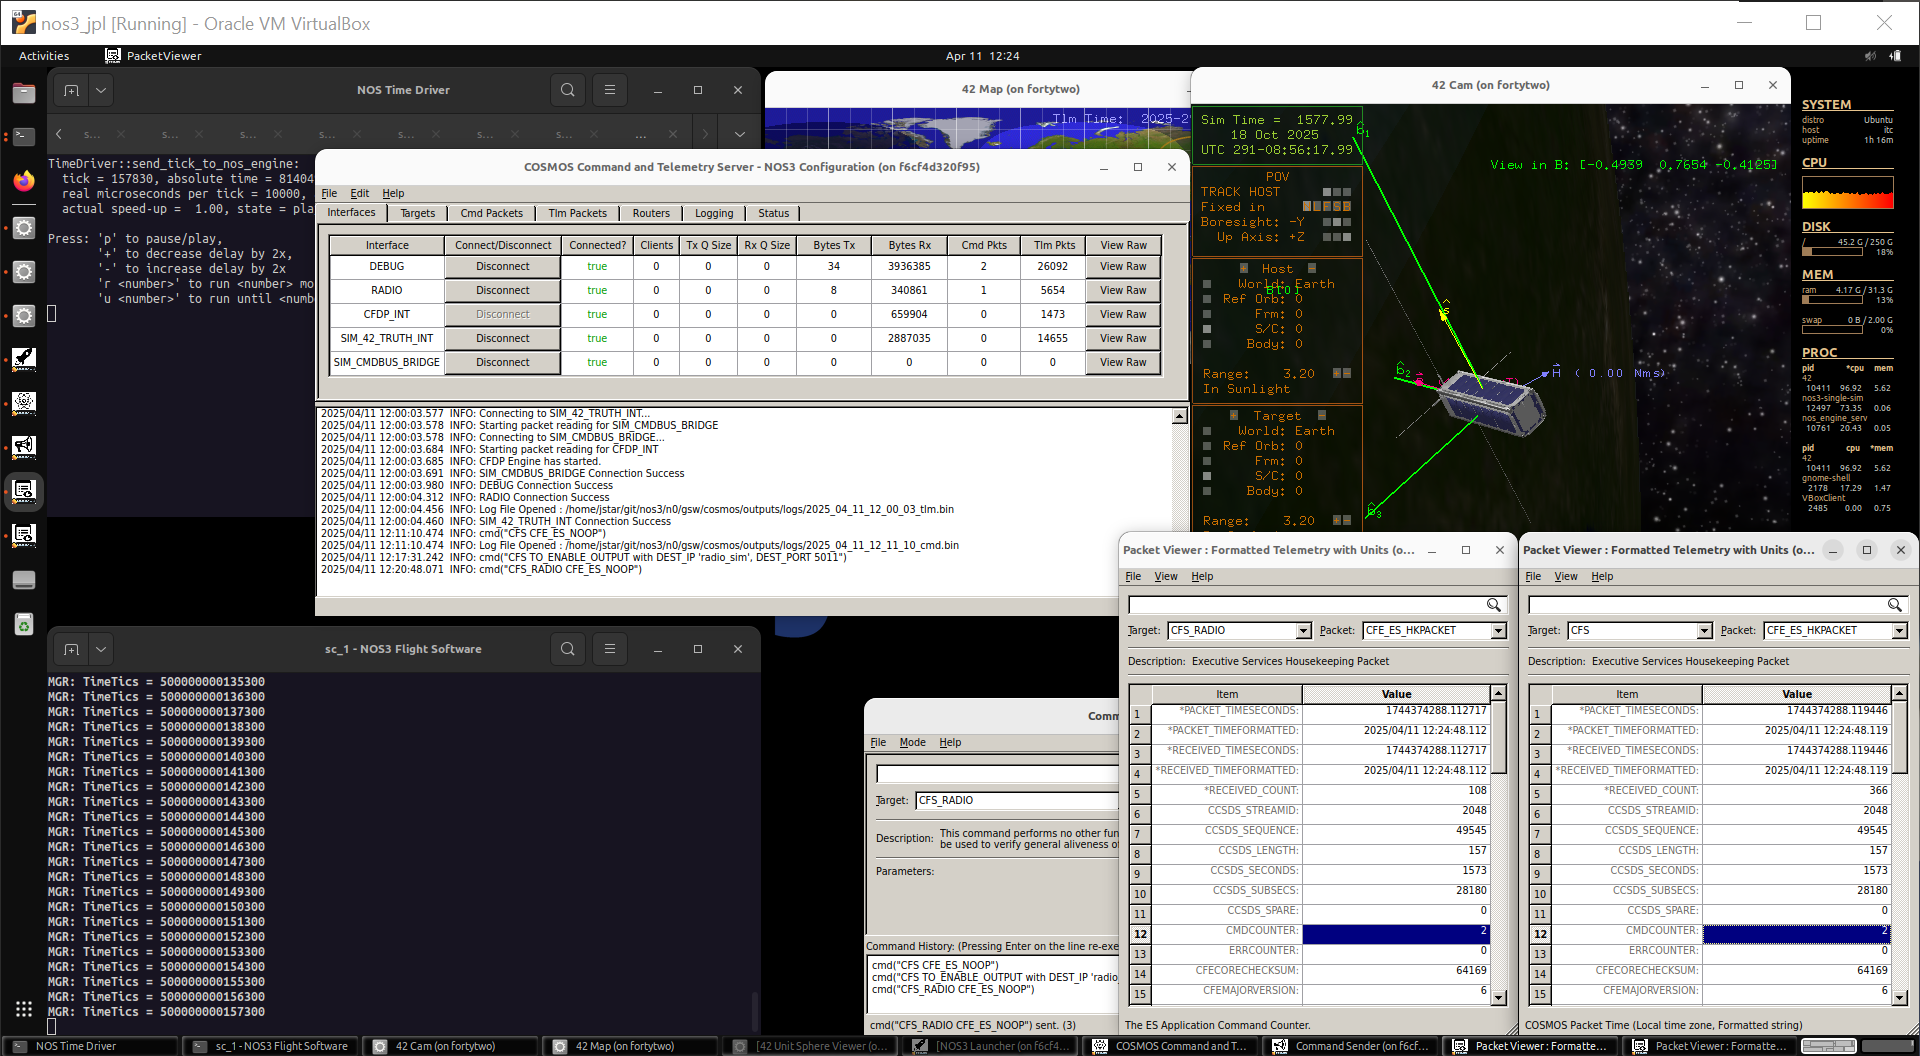 nos3_jpl [Running] - Oracle VM VirtualBox
Activities
PacketViewer
Apr 11 12:24
NOS Time Driver
s... s... s... s... s... s... s... ...
TimeDriver::send_tick_to_nos_engine:
tick = 157830, absolute time = 81404
real microseconds per tick = 10000,
actual speed-up = 1.00, state = pla
Press: 'p' to pause/play,
'+' to decrease delay by 2x,
'-' to increase delay by 2x
'r <number>' to run <number> mo
'u <number>' to run until <numb
42 Map (on fortytwo)
Tlm Time: 2025-2
COSMOS Command and Telemetry Server - NOS3 Configuration (on f6cf4d320f95)
File Edit Help
Interfaces Targets Cmd Packets Tlm Packets Routers Logging Status
Interface Connect/Disconnect Connected? Clients Tx Q Size Rx Q Size Bytes Tx Bytes Rx Cmd Pkts Tlm Pkts View Raw
DEBUG Disconnect true 0 0 0 34 3936385 2 26092 View Raw
RADIO Disconnect true 0 0 0 8 340861 1 5654 View Raw
CFDP_INT Disconnect true 0 0 0 0 659904 0 1473 View Raw
SIM_42_TRUTH_INT Disconnect true 0 0 0 0 2887035 0 14655 View Raw
SIM_CMDBUS_BRIDGE Disconnect true 0 0 0 0 0 0 0 View Raw
2025/04/11 12:00:03.577 INFO: Connecting to SIM_42_TRUTH_INT...
2025/04/11 12:00:03.578 INFO: Starting packet reading for SIM_CMDBUS_BRIDGE
2025/04/11 12:00:03.578 INFO: Connecting to SIM_CMDBUS_BRIDGE...
2025/04/11 12:00:03.684 INFO: Starting packet reading for CFDP_INT
2025/04/11 12:00:03.685 INFO: CFDP Engine has started.
2025/04/11 12:00:03.691 INFO: SIM_CMDBUS_BRIDGE Connection Success
2025/04/11 12:00:03.980 INFO: DEBUG Connection Success
2025/04/11 12:00:04.312 INFO: RADIO Connection Success
2025/04/11 12:00:04.456 INFO: Log File Opened : /home/jstar/git/nos3/n0/gsw/cosmos/outputs/logs/2025_04_11_12_00_03_tlm.bin
2025/04/11 12:00:04.460 INFO: SIM_42_TRUTH_INT Connection Success
2025/04/11 12:11:10.474 INFO: cmd("CFS CFE_ES_NOOP")
2025/04/11 12:11:10.474 INFO: Log File Opened : /home/jstar/git/nos3/n0/gsw/cosmos/outputs/logs/2025_04_11_12_11_10_cmd.bin
2025/04/11 12:17:31.242 INFO: cmd("CFS TO_ENABLE_OUTPUT with DEST_IP 'radio_sim', DEST_PORT 5011")
2025/04/11 12:20:48.071 INFO: cmd("CFS_RADIO CFE_ES_NOOP")
42 Cam (on fortytwo)
Sim Time = 1577.99
18 Oct 2025
UTC 291-08:56:17.99
View in B: [-0.4939 0.7654 -0.4125]
POV
TRACK HOST
Fixed in N L F S B
Boresight: -Y
Up Axis: +Z
+ Host -
World: Earth
Ref Orb: 0
Frm: 0
S/C: 0
Body: 0
Range: 3.20 + -
In Sunlight
+ Target -
World: Earth
Ref Orb: 0
Frm: 0
S/C: 0
Body: 0
Range: 3.20 + -
b1
s
b2
H ( 0.00 Nms)
b3
SYSTEM
distro Ubuntu
host itc
uptime 1h 16m
CPU
DISK
/ 45.2 G / 250 G
18%
MEM
ram 4.17 G / 31.3 G
13%
swap 0 B / 2.00 G
0%
PROC
pid *cpu mem
42
10411 96.92 5.62
nos3-single-sim
12497 73.35 0.06
nos_engine_serv
10761 20.43 0.05
pid cpu *mem
42
10411 96.92 5.62
gnome-shell
2178 17.29 1.47
VBoxClient
2485 0.00 0.75
sc_1 - NOS3 Flight Software
MGR: TimeTics = 500000000135300
MGR: TimeTics = 500000000136300
MGR: TimeTics = 500000000137300
MGR: TimeTics = 500000000138300
MGR: TimeTics = 500000000139300
MGR: TimeTics = 500000000140300
MGR: TimeTics = 500000000141300
MGR: TimeTics = 500000000142300
MGR: TimeTics = 500000000143300
MGR: TimeTics = 500000000144300
MGR: TimeTics = 500000000145300
MGR: TimeTics = 500000000146300
MGR: TimeTics = 500000000147300
MGR: TimeTics = 500000000148300
MGR: TimeTics = 500000000149300
MGR: TimeTics = 500000000150300
MGR: TimeTics = 500000000151300
MGR: TimeTics = 500000000152300
MGR: TimeTics = 500000000153300
MGR: TimeTics = 500000000154300
MGR: TimeTics = 500000000155300
MGR: TimeTics = 500000000156300
MGR: TimeTics = 500000000157300
Comm
File Mode Help
Target: CFS_RADIO
Description: This command performs no other fun
be used to verify general aliveness of
Parameters:
Command History: (Pressing Enter on the line re-exe
cmd("CFS CFE_ES_NOOP")
cmd("CFS TO_ENABLE_OUTPUT with DEST_IP 'radio_
cmd("CFS_RADIO CFE_ES_NOOP")
cmd("CFS_RADIO CFE_ES_NOOP") sent. (3)
Packet Viewer : Formatted Telemetry with Units (o...
File View Help
Target: CFS_RADIO Packet: CFE_ES_HKPACKET
Description: Executive Services Housekeeping Packet
Item Value
1 *PACKET_TIMESECONDS: 1744374288.112717
2 *PACKET_TIMEFORMATTED: 2025/04/11 12:24:48.112
3 *RECEIVED_TIMESECONDS: 1744374288.112717
4 *RECEIVED_TIMEFORMATTED: 2025/04/11 12:24:48.112
5 *RECEIVED_COUNT: 108
6 CCSDS_STREAMID: 2048
7 CCSDS_SEQUENCE: 49545
8 CCSDS_LENGTH: 157
9 CCSDS_SECONDS: 1573
10 CCSDS_SUBSECS: 28180
11 CCSDS_SPARE: 0
12 CMDCOUNTER: 2
13 ERRCOUNTER: 0
14 CFECORECHECKSUM: 64169
15 CFEMAJORVERSION: 6
The ES Application Command Counter.
Packet Viewer : Formatted Telemetry with Units (o...
File View Help
Target: CFS Packet: CFE_ES_HKPACKET
Description: Executive Services Housekeeping Packet
Item Value
1 *PACKET_TIMESECONDS: 1744374288.119446
2 *PACKET_TIMEFORMATTED: 2025/04/11 12:24:48.119
3 *RECEIVED_TIMESECONDS: 1744374288.119446
4 *RECEIVED_TIMEFORMATTED: 2025/04/11 12:24:48.119
5 *RECEIVED_COUNT: 366
6 CCSDS_STREAMID: 2048
7 CCSDS_SEQUENCE: 49545
8 CCSDS_LENGTH: 157
9 CCSDS_SECONDS: 1573
10 CCSDS_SUBSECS: 28180
11 CCSDS_SPARE: 0
12 CMDCOUNTER: 2
13 ERRCOUNTER: 0
14 CFECORECHECKSUM: 64169
15 CFEMAJORVERSION: 6
COSMOS Packet Time (Local time zone, Formatted string)
NOS Time Driver
sc_1 - NOS3 Flight Software
42 Cam (on fortytwo)
42 Map (on fortytwo)
[42 Unit Sphere Viewer (o...
[NOS3 Launcher (on f6cf4...
COSMOS Command and T...
Command Sender (on f6cf...
Packet Viewer : Formatte...
Packet Viewer : Formatte...